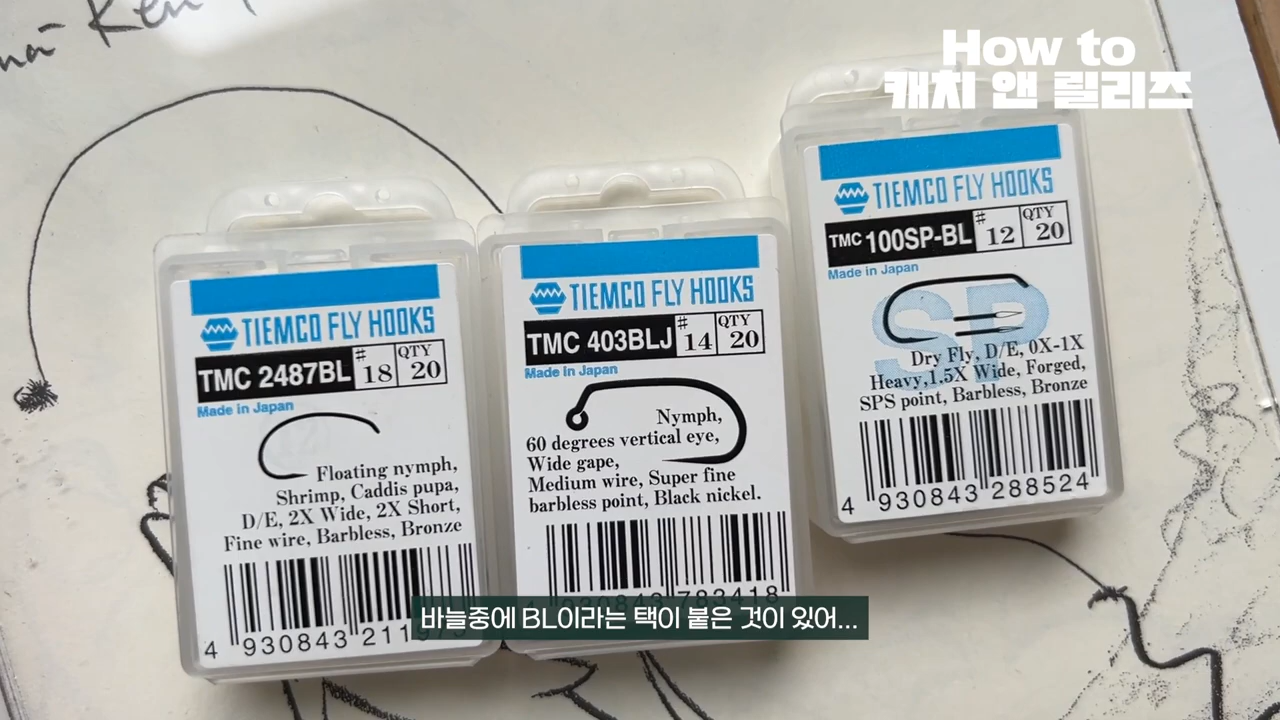 How to
캐치 앤 릴리즈
TIEMCO FLY HOOKS
TMC 2487BL
# 18
QTY 20
Made in Japan
Floating nymph,
Shrimp, Caddis pupa,
D/E, 2X Wide, 2X Short,
Fine wire, Barbless, Bronze
4 930843
TIEMCO FLY HOOKS
TMC 403BLJ
# 14
QTY 20
Made in Japan
Nymph,
60 degrees vertical eye,
Wide gape,
Medium wire, Super fine
barbless point, Black nickel.
TIEMCO FLY HOOKS
TMC 100SP-BL
# 12
QTY 20
Made in Japan
SP
Dry Fly, D/E, 0X-1X
Heavy,1.5X Wide, Forged,
SPS point, Barbless, Bronze
4 930843 288524
바늘중에 BL이라는 택이 붙은 것이 있어...